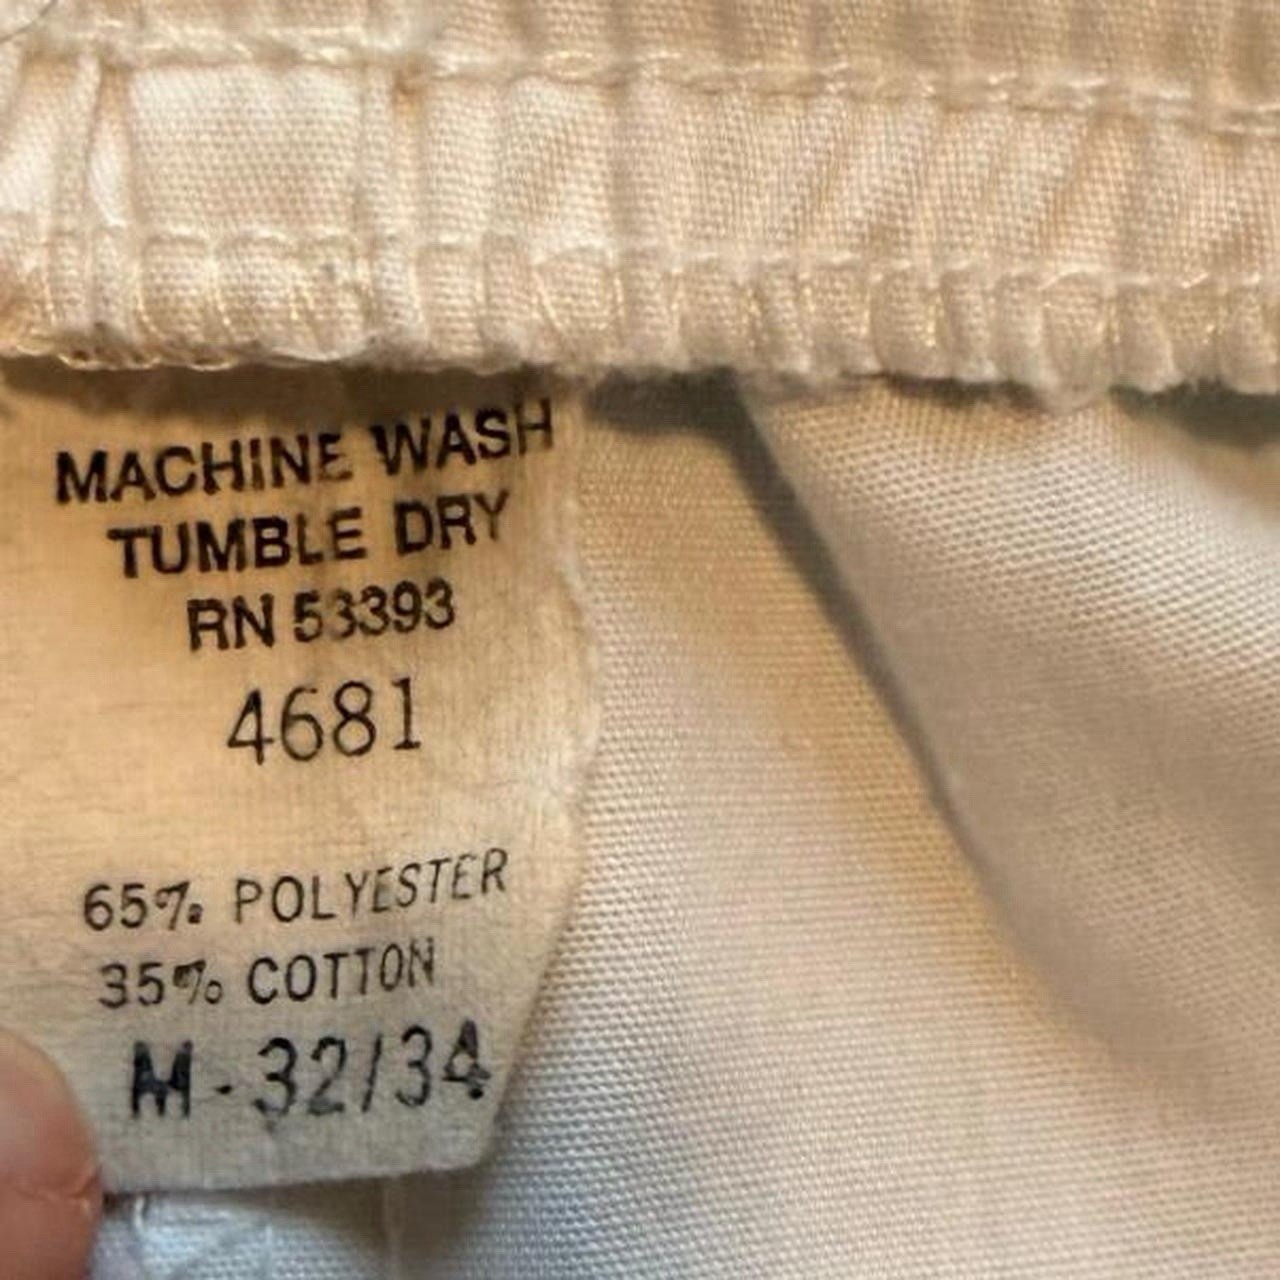 MACHINE WASH
TUMBLE DRY
RN 53393
4681
65% POLYESTER
35% COTTON
M-32/34